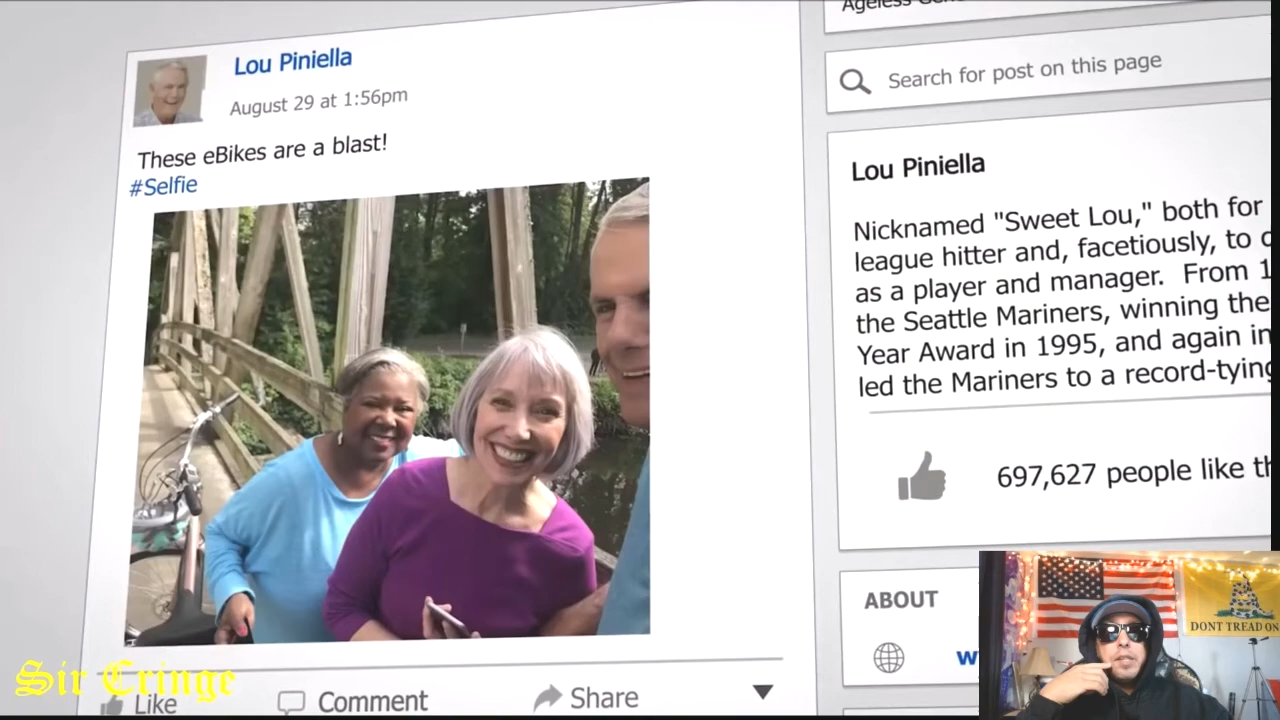 Lou Piniella
August 29 at 1:56pm
These eBikes are a blast!
#Selfie
Like
Comment
Share
Ageless
Search for post on this page
Lou Piniella
Nicknamed "Sweet Lou," both for
league hitter and, facetiously, to
as a player and manager. From 1
the Seattle Mariners, winning the
Year Award in 1995, and again in
led the Mariners to a record-tying
697,627 people like
ABOUT
Sir Cringe
DONT TREAD ON